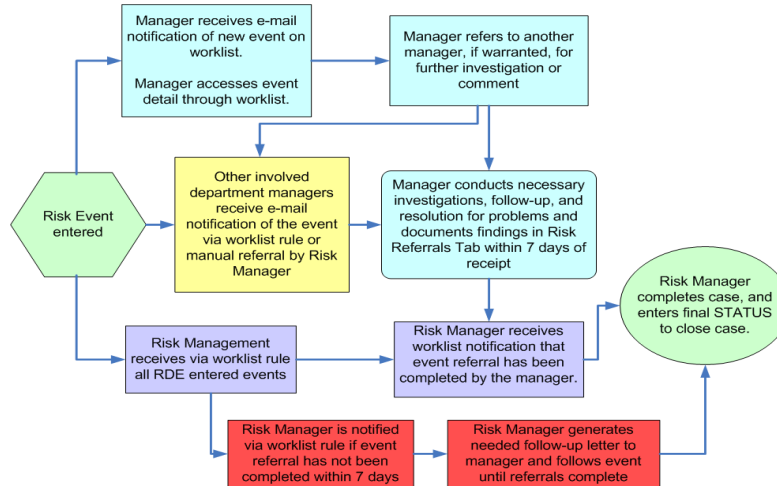 Manager receives e-mail
notification of new event on
worklist.
Manager accesses event
detail through worklist.
Manager refers to another
manager, if warranted, for
further investigation or
comment
Risk Event
entered
Other involved
department managers
receive e-mail
notification of the event
via worklist rule or
manual referral by Risk
Manager
Manager conducts necessary
investigations, follow-up, and
resolution for problems and
documents findings in Risk
Referrals Tab within 7 days of
receipt
Risk Management
receives via worklist rule
all RDE entered events
Risk Manager receives
worklist notification that
event referral has been
completed by the manager.
Risk Manager
completes case, and
enters final STATUS
to close case.
Risk Manager is notified
via worklist rule if event
referral has not been
completed within 7 days
Risk Manager generates
needed follow-up letter to
manager and follows event
until referrals complete